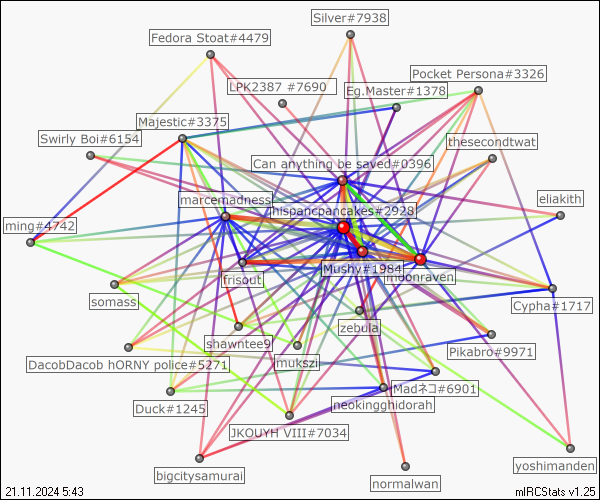 Silver#7938
Fedora Stoat#4479
Pocket Persona#3326
LPK2387 #7690
Eg.Master#1378
Majestic#3375
Swirly Boi#6154
thesecondtwat
Can anything be saved#0396
marcemadness
hispancpancakes#2928
eliakith
ming#4742
Mushy#1984
moonraven
frisout
somass
Cypha#1717
zebula
shawntee9
Pikabro#9971
mukszi
DacobDacob hORNY police#5271
Madネコ#6901
Duck#1245
neokingghidorah
JKOUYH VIII#7034
yoshimanden
bigcitysamurai
normalwan
21.11.2024 5:43
mIRCStats v1.25